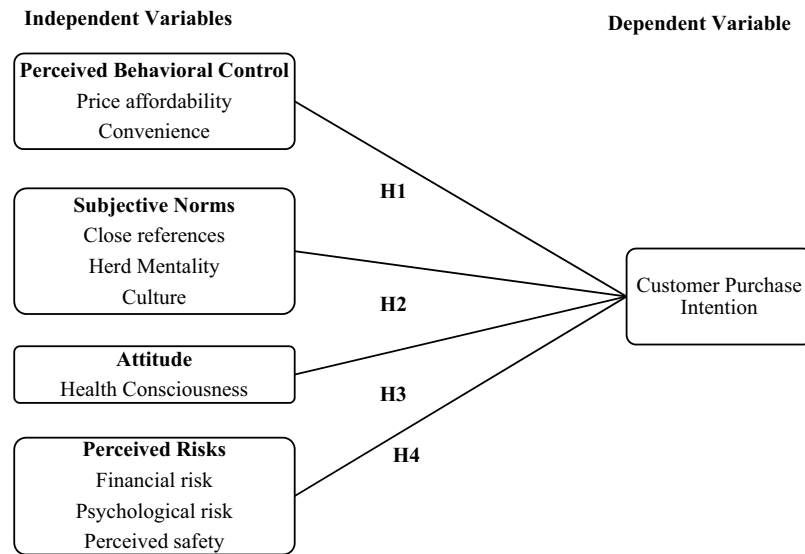 Independent Variables
Dependent Variable
Perceived Behavioral Control
Price affordability
Convenience
H1
Subjective Norms
Close references
Herd Mentality
Culture
H2
Customer Purchase
Intention
Attitude
Health Consciousness
H3
Perceived Risks
Financial risk
Psychological risk
Perceived safety
H4